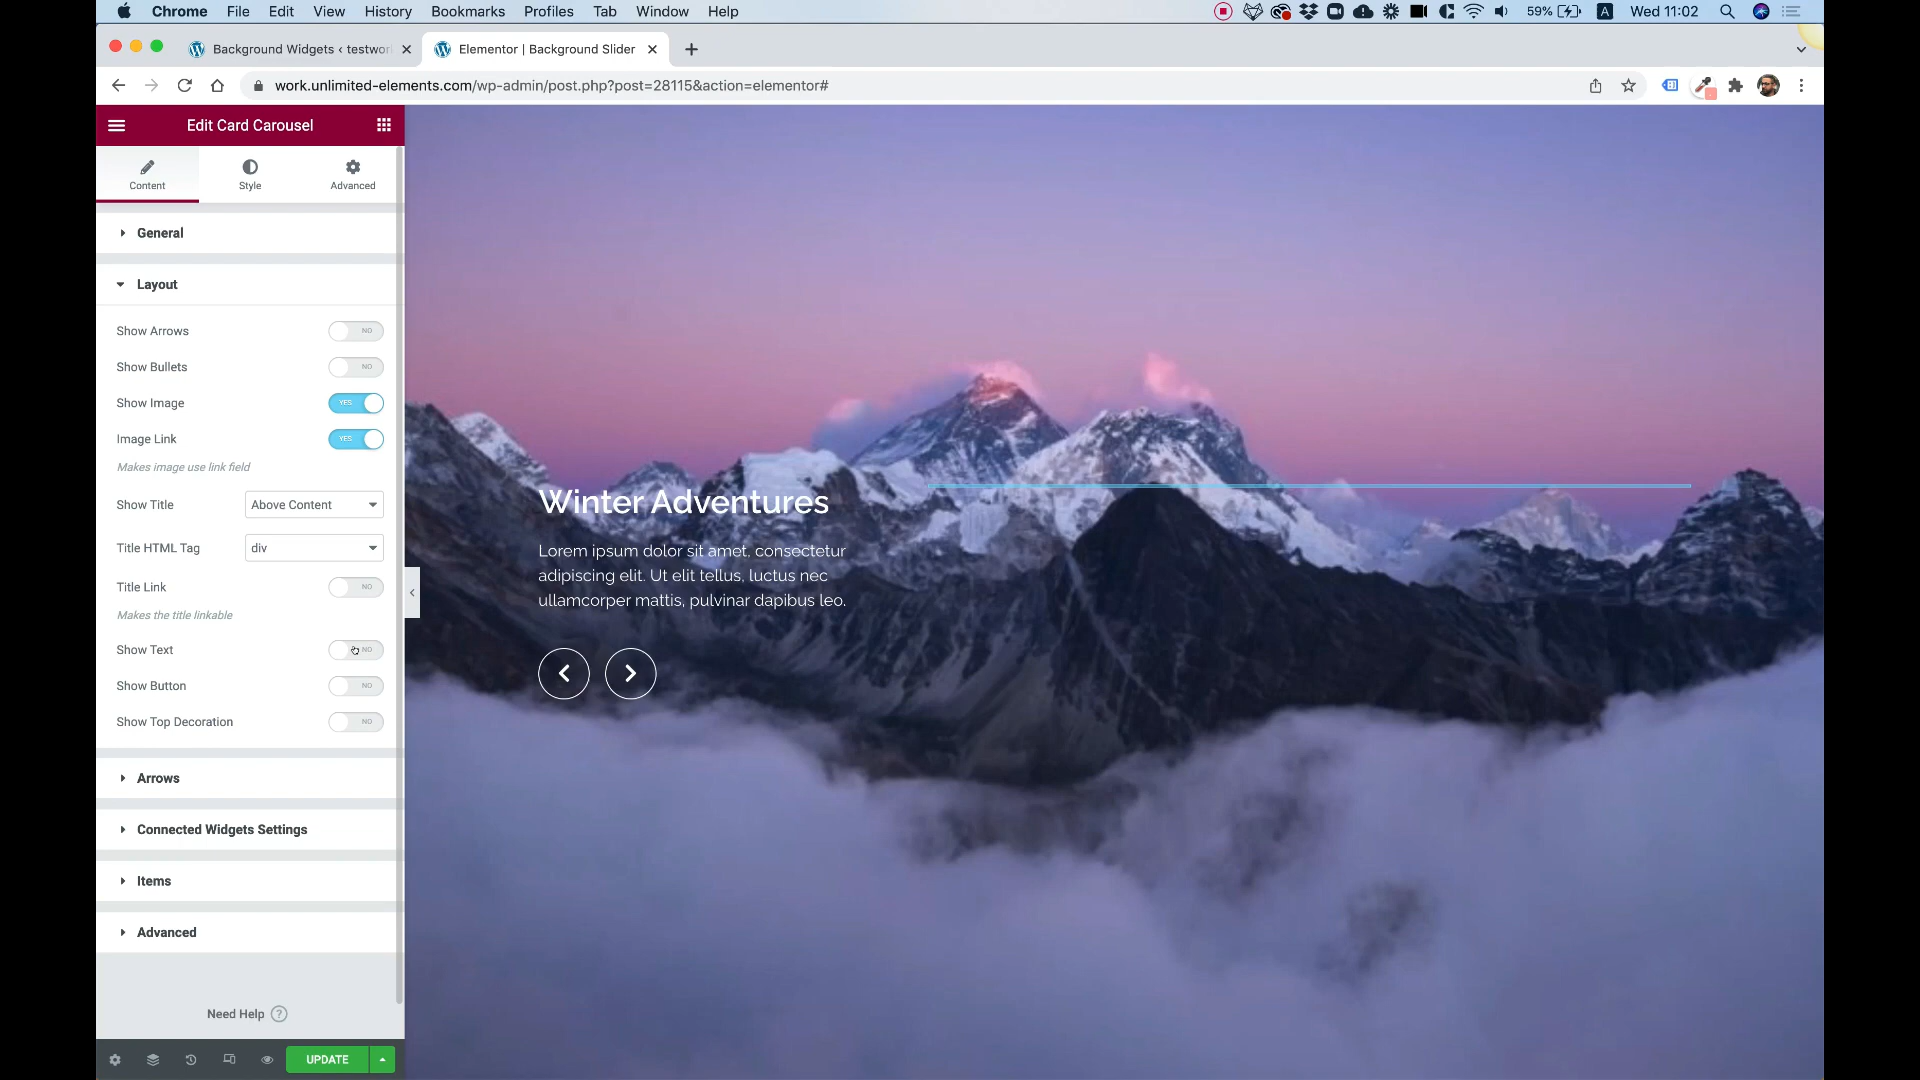 Chrome File Edit View History Bookmarks Profiles Tab Window Help 59% A Wed 11:02
Background Widgets ‹ testwor
Elementor | Background Slider
work.unlimited-elements.com/wp-admin/post.php?post=28115&action=elementor#
Edit Card Carousel
Content Style Advanced
General
Layout
Show Arrows NO
Show Bullets NO
Show Image YES
Image Link YES
Makes image use link field
Show Title Above Content
Title HTML Tag div
Title Link NO
Makes the title linkable
Show Text NO
Show Button NO
Show Top Decoration NO
Arrows
Connected Widgets Settings
Items
Advanced
Need Help ?
UPDATE
Winter Adventures
Lorem ipsum dolor sit amet, consectetur
adipiscing elit. Ut elit tellus, luctus nec
ullamcorper mattis, pulvinar dapibus leo.